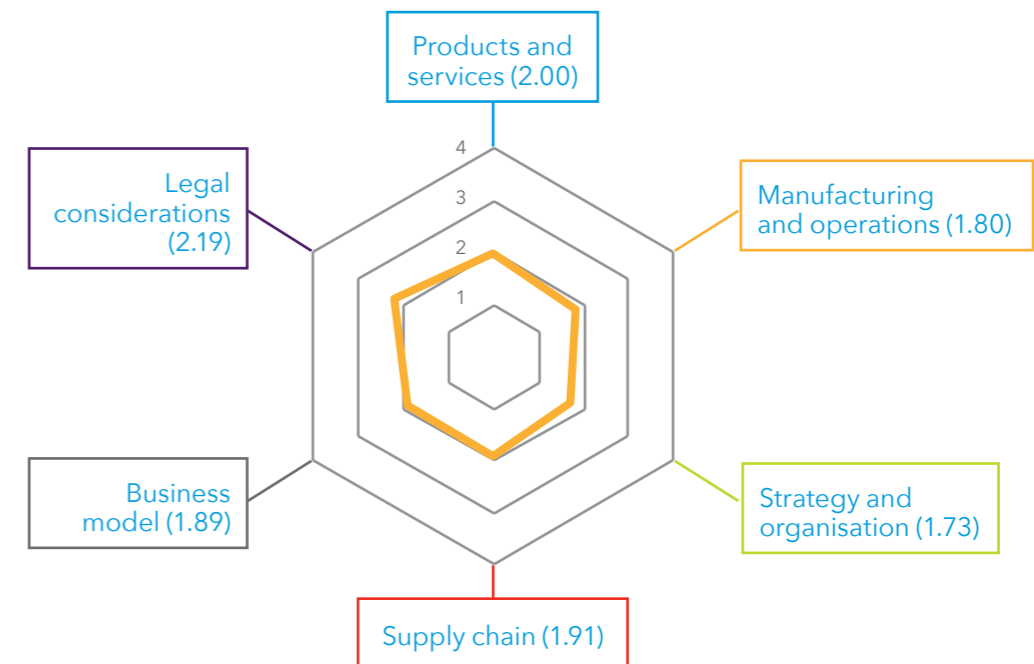 Products and
services (2.00)
Legal
considerations
(2.19)
Manufacturing
and operations (1.80)
4
3
2
1
Business
model (1.89)
Strategy and
organisation (1.73)
Supply chain (1.91)